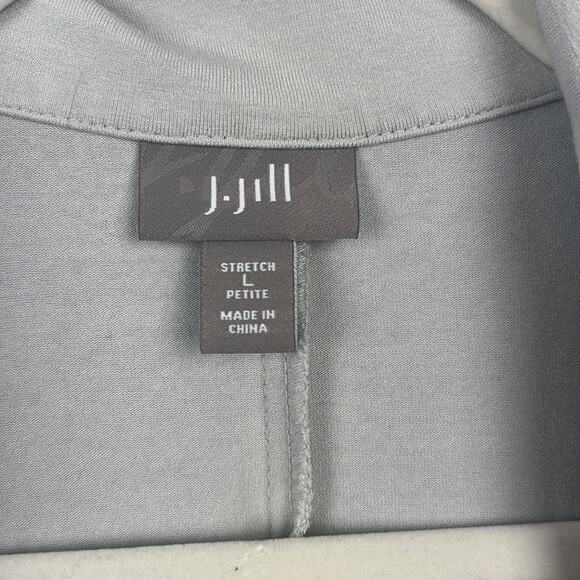 J.Jill
STRETCH
L
PETITE
MADE IN
CHINA